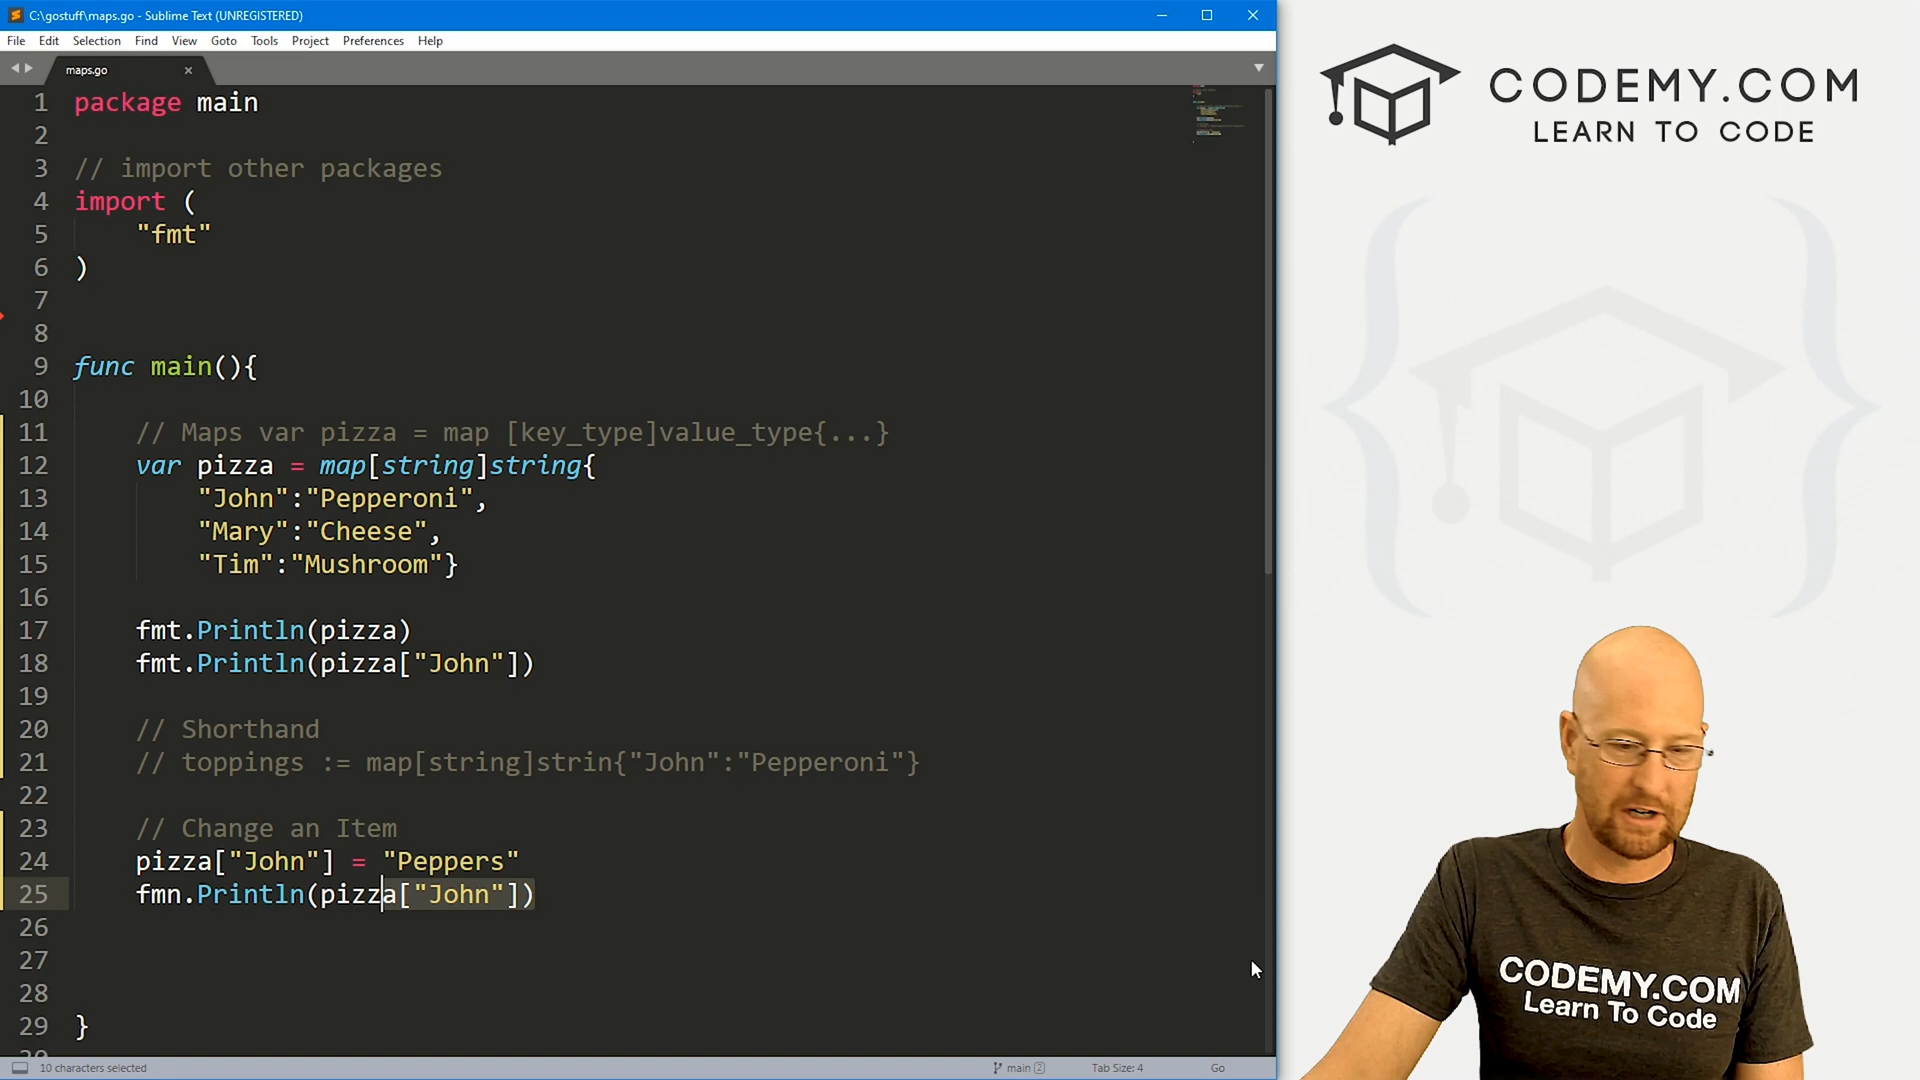 C:\gostuff\maps.go - Sublime Text (UNREGISTERED)
File Edit Selection Find View Goto Tools Project Preferences Help
maps.go
1 package main
2
3 // import other packages
4 import (
5 "fmt"
6 )
7
8
9 func main(){
10
11 // Maps var pizza = map [key_type]value_type{...}
12 var pizza = map[string]string{
13 "John":"Pepperoni",
14 "Mary":"Cheese",
15 "Tim":"Mushroom"}
16
17 fmt.Println(pizza)
18 fmt.Println(pizza["John"])
19
20 // Shorthand
21 // toppings := map[string]strin{"John":"Pepperoni"}
22
23 // Change an Item
24 pizza["John"] = "Peppers"
25 fmn.Println(pizza["John"])
26
27
28
29 }
10 characters selected
main 2
Tab Size: 4
Go
CODEMY.COM
LEARN TO CODE
CODEMY.COM
Learn To Code